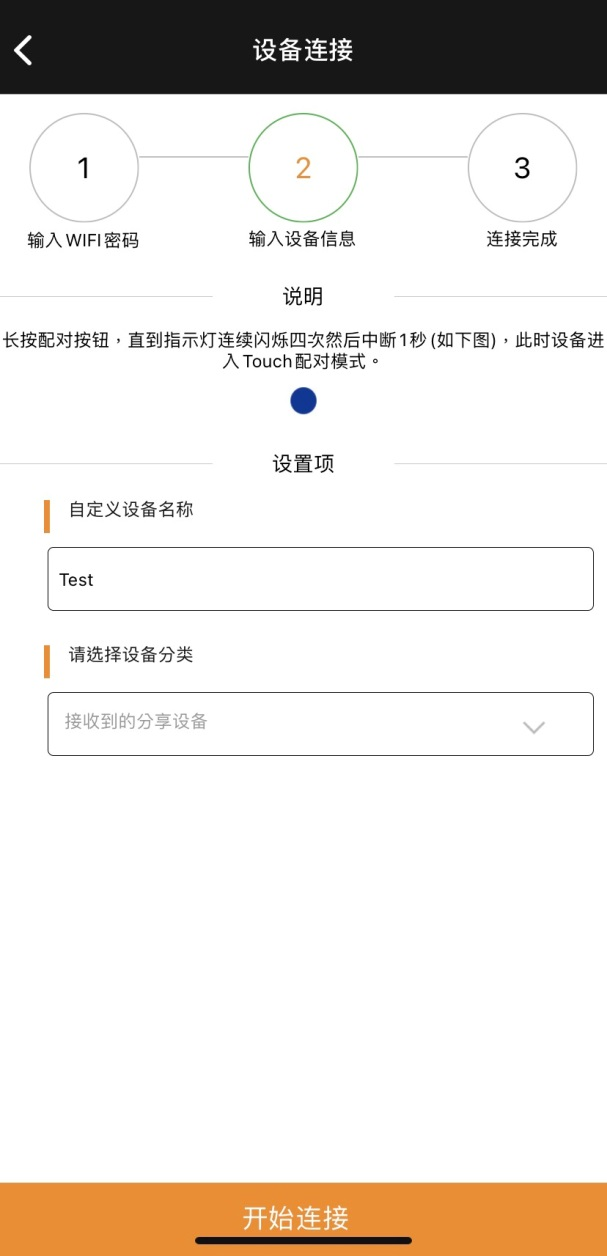 设备连接
1
2
3
输入WIFI密码
输入设备信息
连接完成
说明
长按配对按钮，直到指示灯连续闪烁四次然后中断1秒(如下图)，此时设备进
入Touch配对模式。
设置项
自定义设备名称
Test
请选择设备分类
接收到的分享设备
开始连接